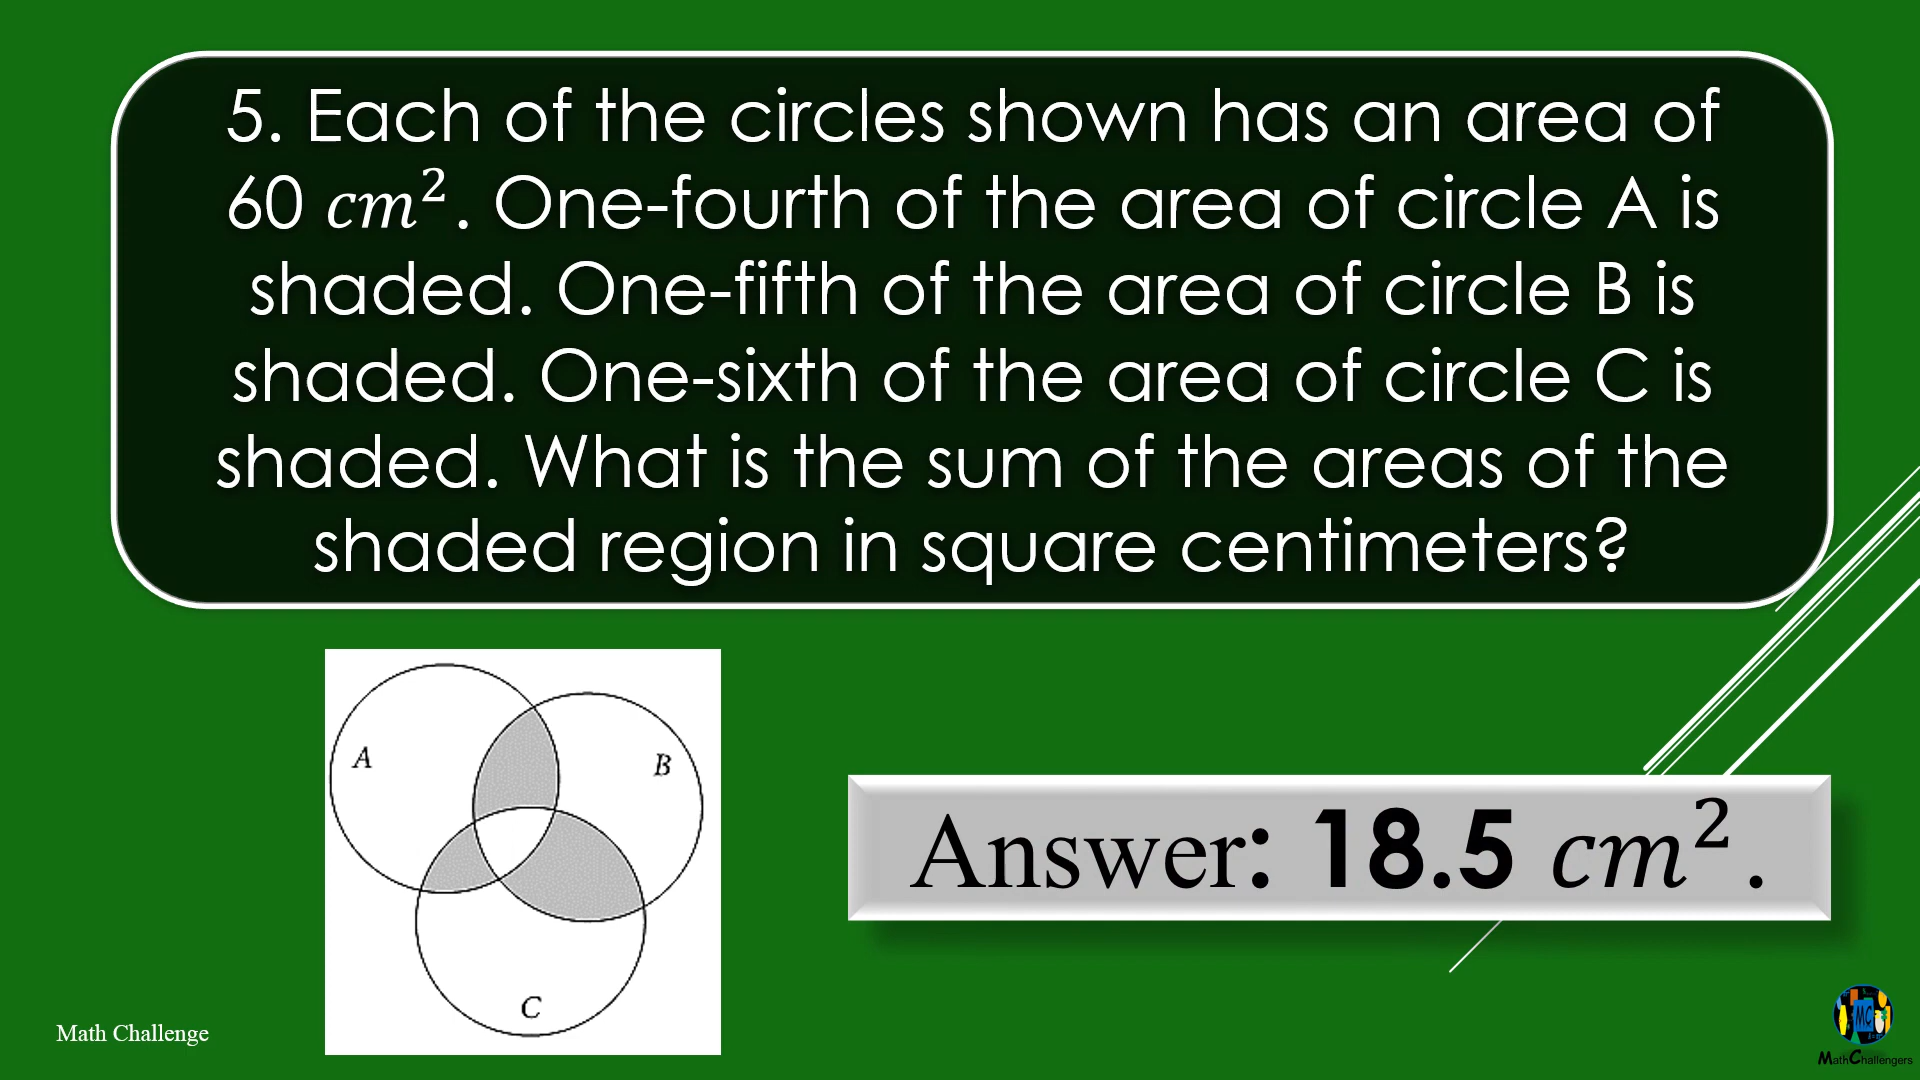 5. Each of the circles shown has an area of
60 cm². One-fourth of the area of circle A is
shaded. One-fifth of the area of circle B is
shaded. One-sixth of the area of circle C is
shaded. What is the sum of the areas of the
shaded region in square centimeters?
A
B
C
Answer: 18.5 cm².
Math Challenge
MC
MathChallengers